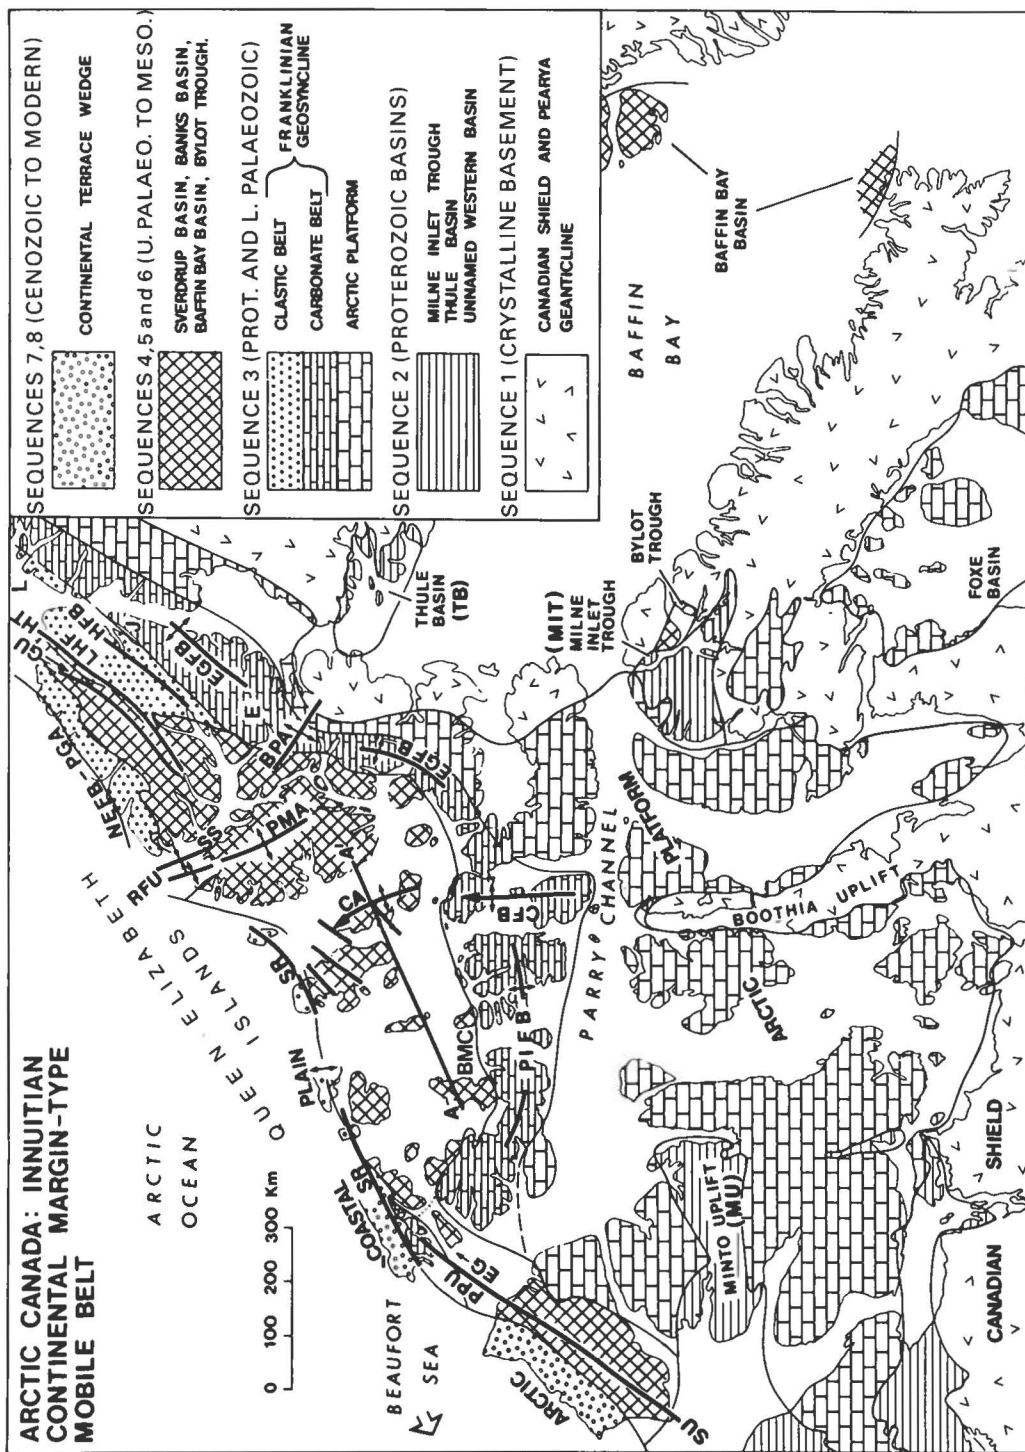 ARCTIC CANADA: INNUITIAN
CONTINENTAL MARGIN-TYPE
MOBILE BELT
SEQUENCES 7,8 (CENOZOIC TO MODERN)
CONTINENTAL TERRACE WEDGE
SEQUENCES 4,5 and 6 (U. PALAEO. TO MESO.)
SVERDRUP BASIN, BANKS BASIN,
BAFFIN BAY BASIN, BYLOT TROUGH.
SEQUENCE 3 (PROT. AND L. PALAEOZOIC)
CLASTIC BELT
CARBONATE BELT
FRANKLINIAN
GEOSYNCLINE
ARCTIC PLATFORM
SEQUENCE 2 (PROTEROZOIC BASINS)
MILNE INLET TROUGH
THULE BASIN
UNNAMED WESTERN BASIN
SEQUENCE 1 (CRYSTALLINE BASEMENT)
CANADIAN SHIELD AND PEARYA
GEANTICLINE
0 100 200 300 Km
ARCTIC
OCEAN
BEAUFORT
SEA
QUEEN ELIZABETH
ISLANDS
ARCTIC
COASTAL
PLAIN
SU
PPU
EG
SR
SR
NEFB-PGA
GU
HT
LHFB
HFB
L
EGFB
E
BPA
RFU
SS
PMA
CA
A
A'
BMC
PIFB
CFB
EGFB
PARRY CHANNEL
THULE
BASIN
(TB)
(MIT)
MILNE
INLET
TROUGH
BYLOT
TROUGH
BAFFIN
BAY
BAFFIN BAY
BASIN
FOXE
BASIN
BOOTHIA UPLIFT
ARCTIC
PLATFORM
MINTO UPLIFT
(MU)
CANADIAN SHIELD